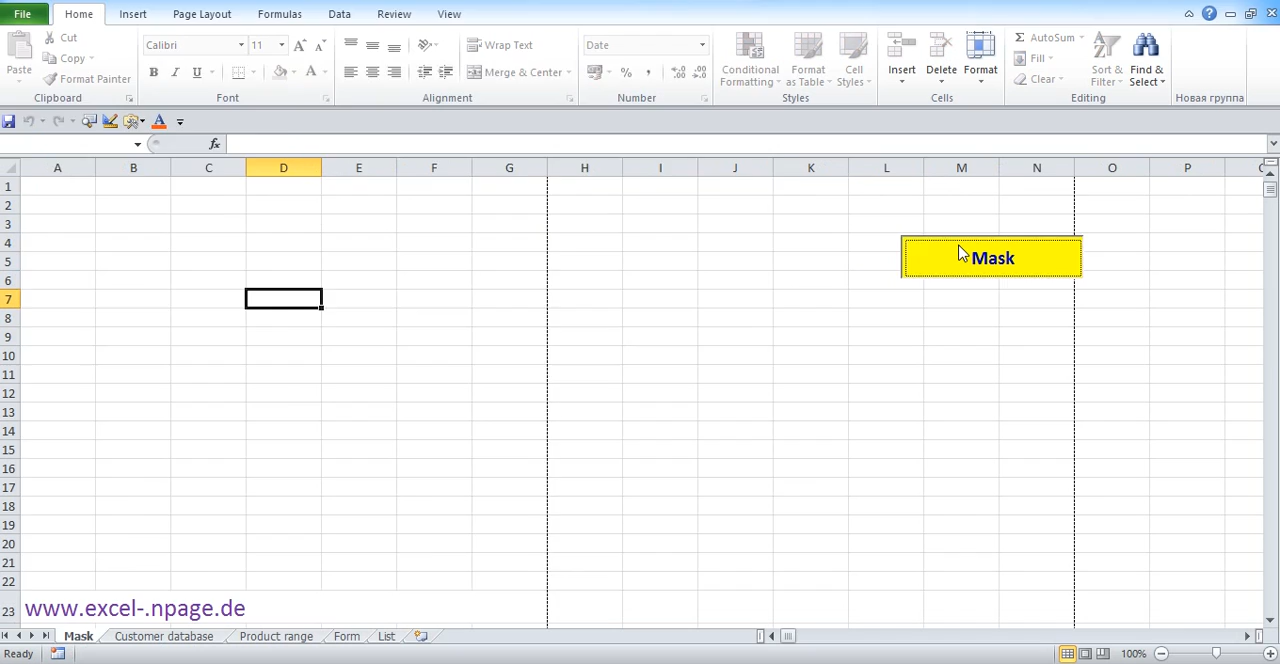 File Home Insert Page Layout Formulas Data Review View
Cut Calibri 11 Wrap Text Date AutoSum
Copy Fill
Paste Format Painter Merge & Center Conditional Formatting Format as Table Cell Styles Insert Delete Format Clear Sort & Filter Find & Select
Clipboard Font Alignment Number Styles Cells Editing Новая группа
fx
A B C D E F G H I J K L M N O P
1
2
3
4
Mask
5
6
7
8
9
10
11
12
13
14
15
16
17
18
19
20
21
22
23 www.excel-.npage.de
Mask Customer database Product range Form List
Ready 100%